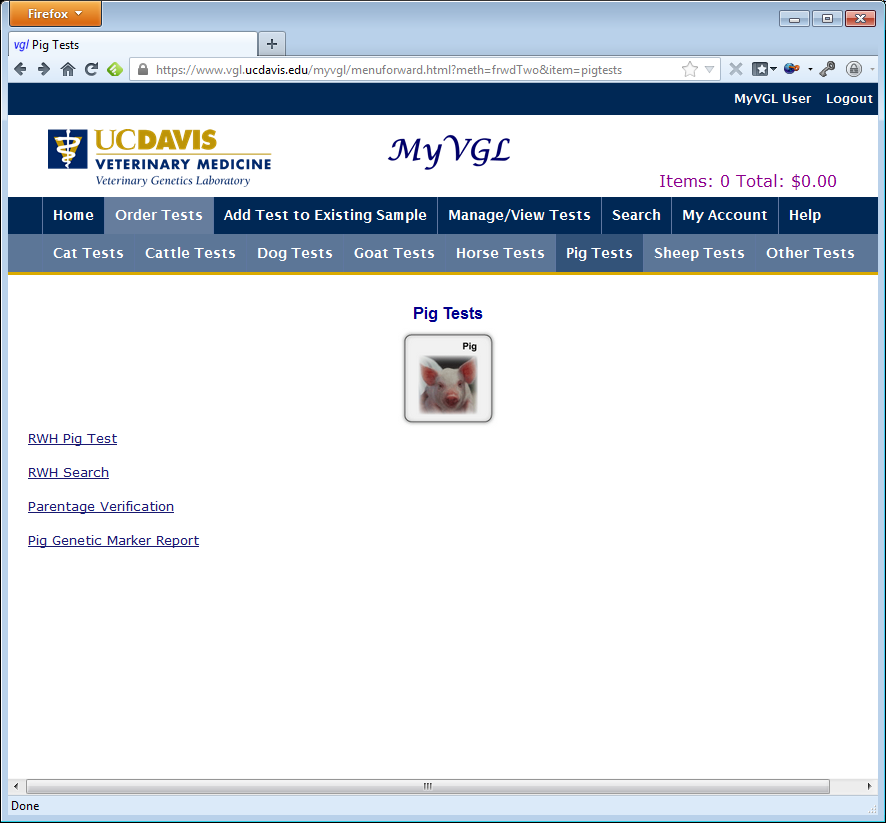 Firefox
vgl Pig Tests
https://www.vgl.ucdavis.edu/myvgl/menuforward.html?meth=frwdTwo&item=pigtests
MyVGL User Logout
UCDAVIS
VETERINARY MEDICINE
Veterinary Genetics Laboratory
MyVGL
Items: 0 Total: $0.00
Home Order Tests Add Test to Existing Sample Manage/View Tests Search My Account Help
Cat Tests Cattle Tests Dog Tests Goat Tests Horse Tests Pig Tests Sheep Tests Other Tests
Pig Tests
Pig
RWH Pig Test
RWH Search
Parentage Verification
Pig Genetic Marker Report
Done